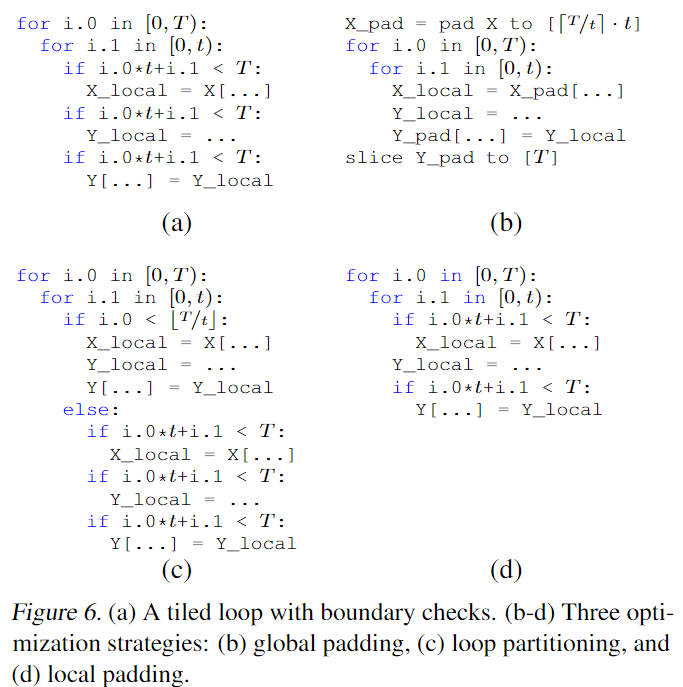 for i.0 in [0, T):
  for i.1 in [0, t):
    if i.0*t+i.1 < T:
      X_local = X[...]
    if i.0*t+i.1 < T:
      Y_local = ...
    if i.0*t+i.1 < T:
      Y[...] = Y_local
(a)
X_pad = pad X to [⌈T/t⌉ · t]
for i.0 in [0, T):
  for i.1 in [0, t):
    X_local = X_pad[...]
    Y_local = ...
    Y_pad[...] = Y_local
slice Y_pad to [T]
(b)
for i.0 in [0, T):
  for i.1 in [0, t):
    if i.0 < ⌊T/t⌋:
      X_local = X[...]
      Y_local = ...
      Y[...] = Y_local
    else:
      if i.0*t+i.1 < T:
        X_local = X[...]
      if i.0*t+i.1 < T:
        Y_local = ...
      if i.0*t+i.1 < T:
        Y[...] = Y_local
(c)
for i.0 in [0, T):
  for i.1 in [0, t):
    if i.0*t+i.1 < T:
      X_local = X[...]
    Y_local = ...
    if i.0*t+i.1 < T:
      Y[...] = Y_local
(d)
Figure 6. (a) A tiled loop with boundary checks. (b-d) Three opti-
mization strategies: (b) global padding, (c) loop partitioning, and
(d) local padding.